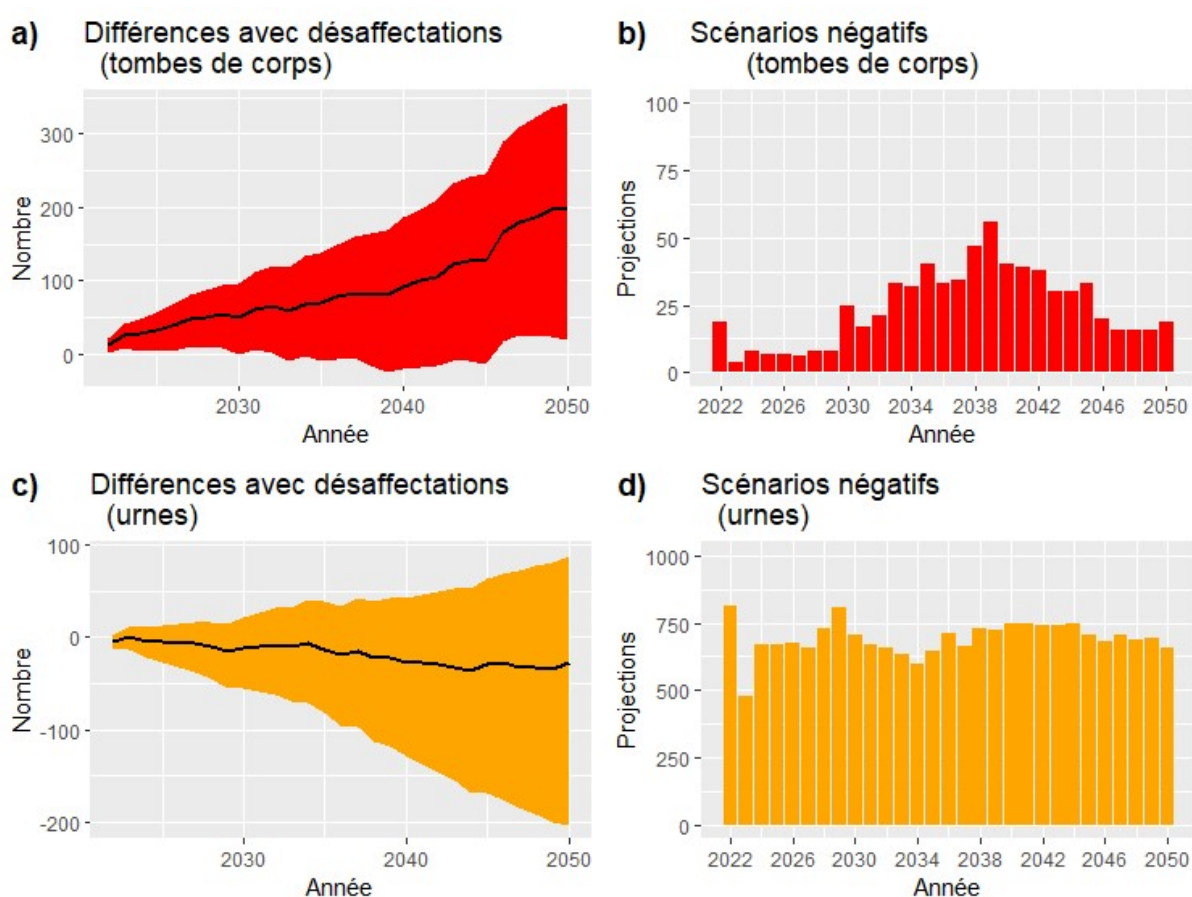 a) Différences avec désaffectations
(tombes de corps)
300
200
100
0
Nombre
2030 2040 2050
Année
b) Scénarios négatifs
(tombes de corps)
100
75
50
25
0
Projections
2022 2026 2030 2034 2038 2042 2046 2050
Année
c) Différences avec désaffectations
(urnes)
100
0
-100
-200
Nombre
2030 2040 2050
Année
d) Scénarios négatifs
(urnes)
1000
750
500
250
0
Projections
2022 2026 2030 2034 2038 2042 2046 2050
Année